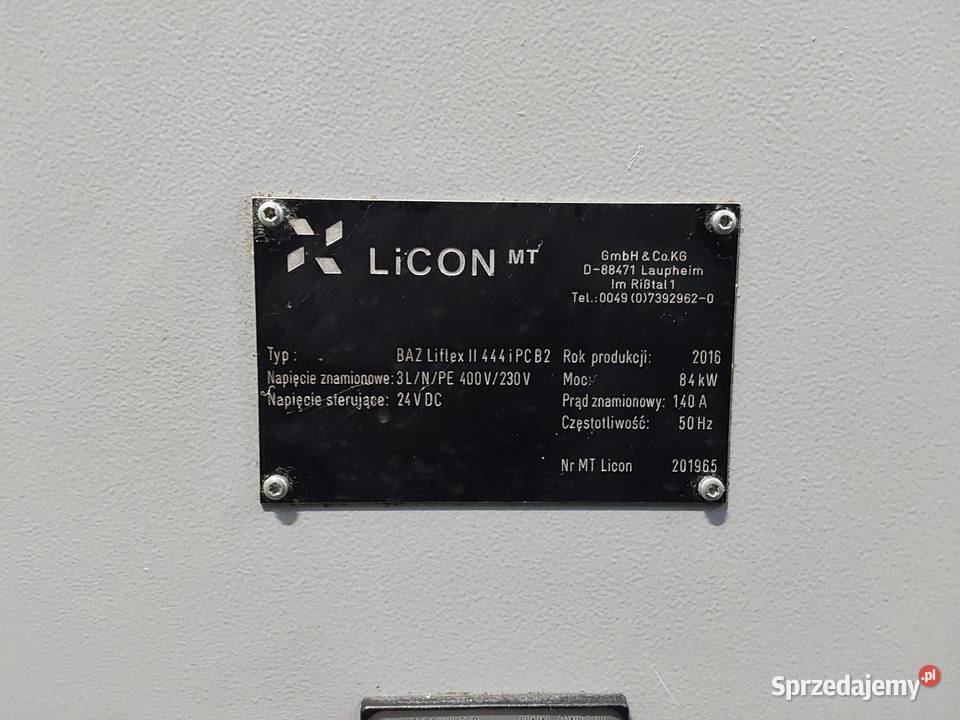 LiCON MT
GmbH & Co.KG
D-88471 Laupheim
Im Rißtal 1
Tel.:0049 (0)7392962-0
Typ: BAZ Liflex II 444 i PC B2
Napięcie znamionowe: 3L/N/PE 400V/230V
Napięcie sterujące: 24V DC
Rok produkcji: 2016
Moc: 84 kW
Prąd znamionowy: 140 A
Częstotliwość: 50 Hz
Nr MT Licon 201965
Sprzedajemy.pl